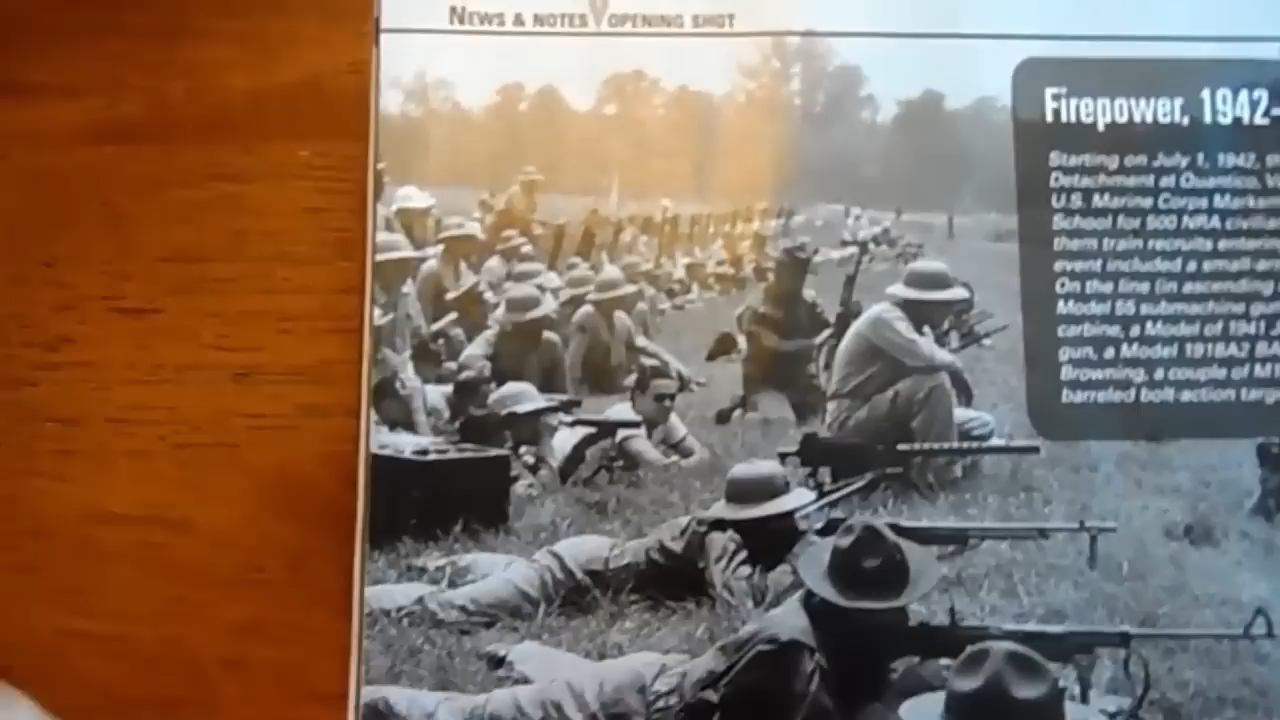 NEWS & NOTES OPENING SHOT
Firepower, 1942-
Starting on July 1, 1942,
Detachment at Quantico, V
U.S. Marine Corps Marksm
School for 500 NRA civilia
them train recruits enterin
event included a small-ar
On the line (in ascending
Model 55 submachine gu
carbine, a Model of 1941 J
gun, a Model 1918A2 BA
Browning, a couple of M1
barreled bolt-action targ